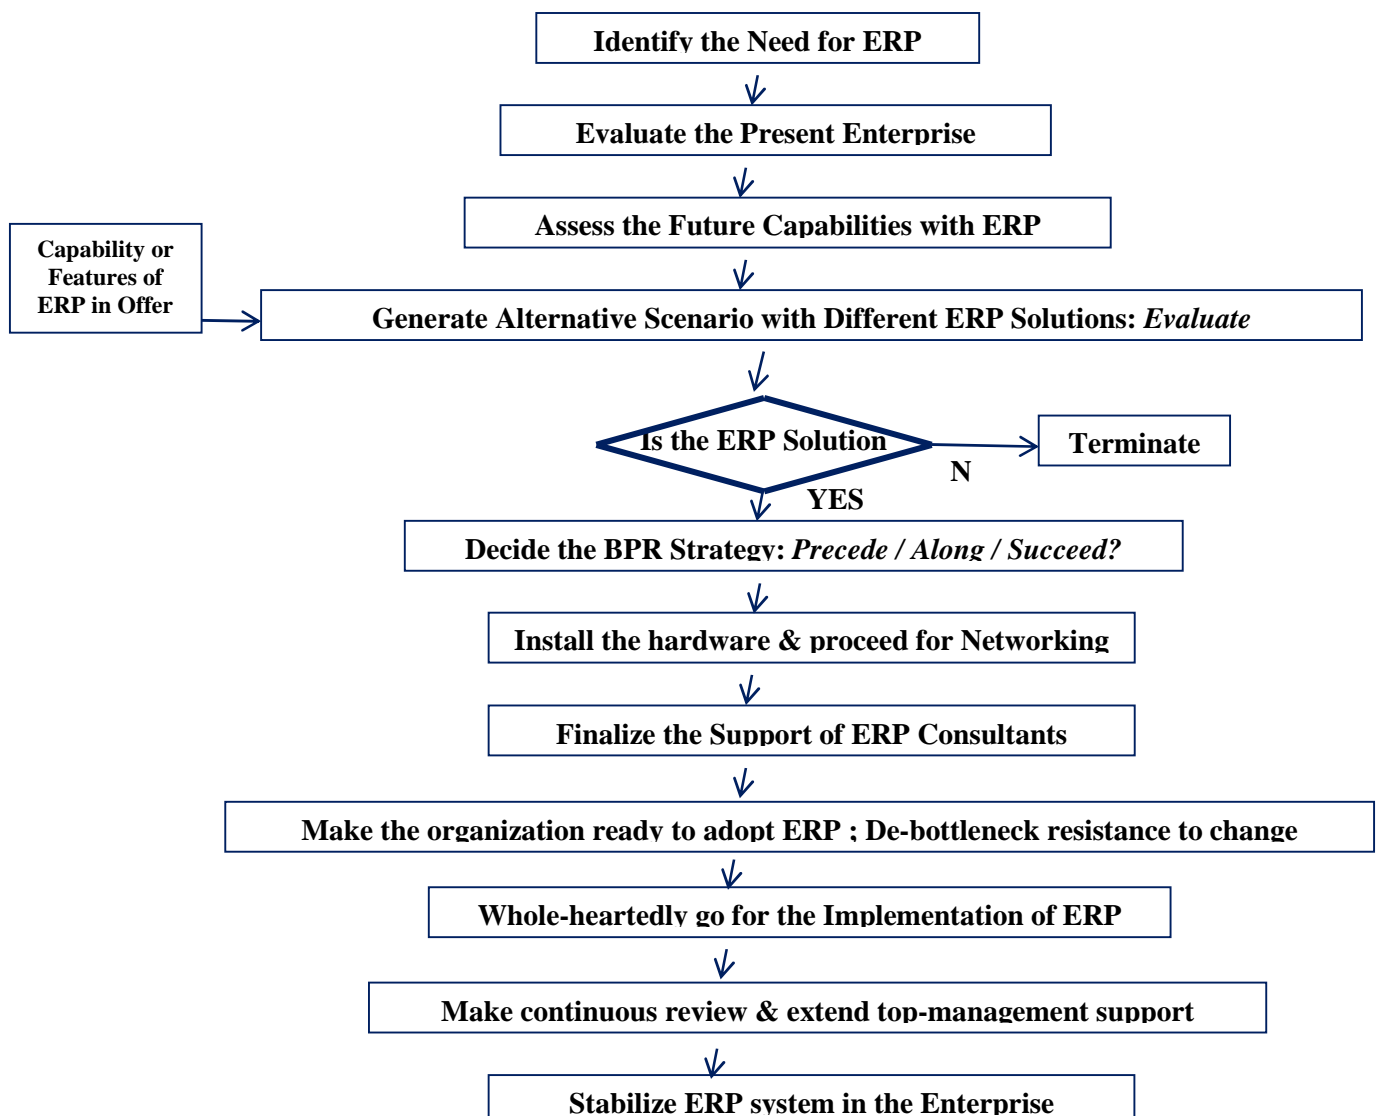 Identify the Need for ERP
Evaluate the Present Enterprise
Assess the Future Capabilities with ERP
Capability or
Features of
ERP in Offer
Generate Alternative Scenario with Different ERP Solutions: Evaluate
Is the ERP Solution
Terminate
N
YES
Decide the BPR Strategy: Precede / Along / Succeed?
Install the hardware & proceed for Networking
Finalize the Support of ERP Consultants
Make the organization ready to adopt ERP ; De-bottleneck resistance to change
Whole-heartedly go for the Implementation of ERP
Make continuous review & extend top-management support
Stabilize ERP system in the Enterprise